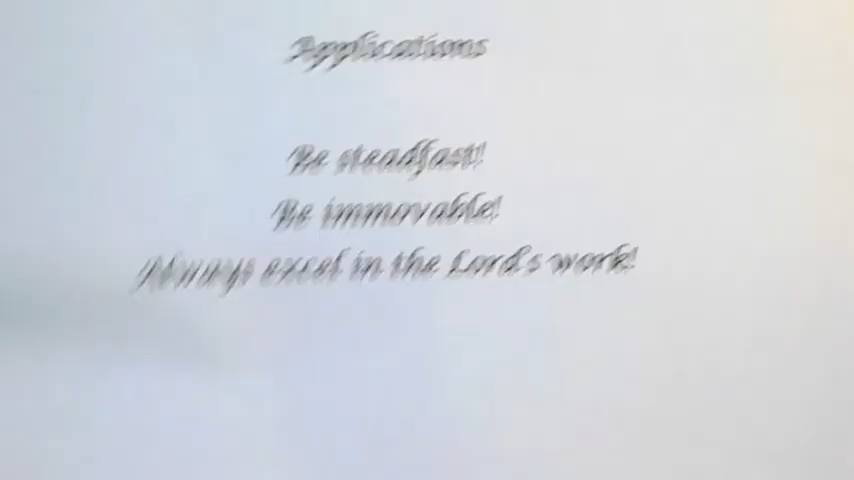 Applications
Be steadfast!
Be immovable!
Always excel in the Lord's work!